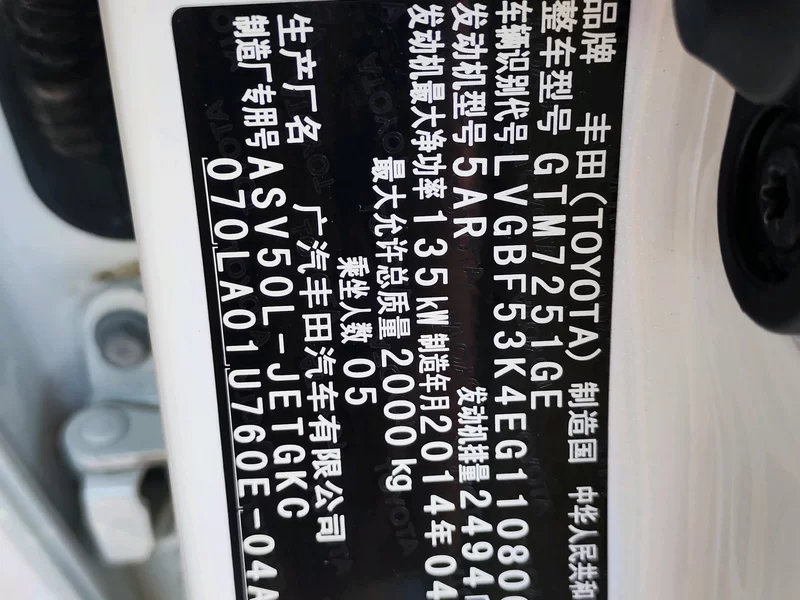 品牌 丰田(TOYOTA) 制造国 中华人民共和
整车型号 GTM7251GE
车辆识别代号 LVGBF53K4EG11080
发动机型号 5AR 发动机排量 2494
发动机最大净功率 135kW 制造年月 2014年04
最大允许总质量 2000kg
乘坐人数 05
生产厂名 广汽丰田汽车有限公司
制造厂专用号 ASV50L-JETGKC
070LA01U760E-04A